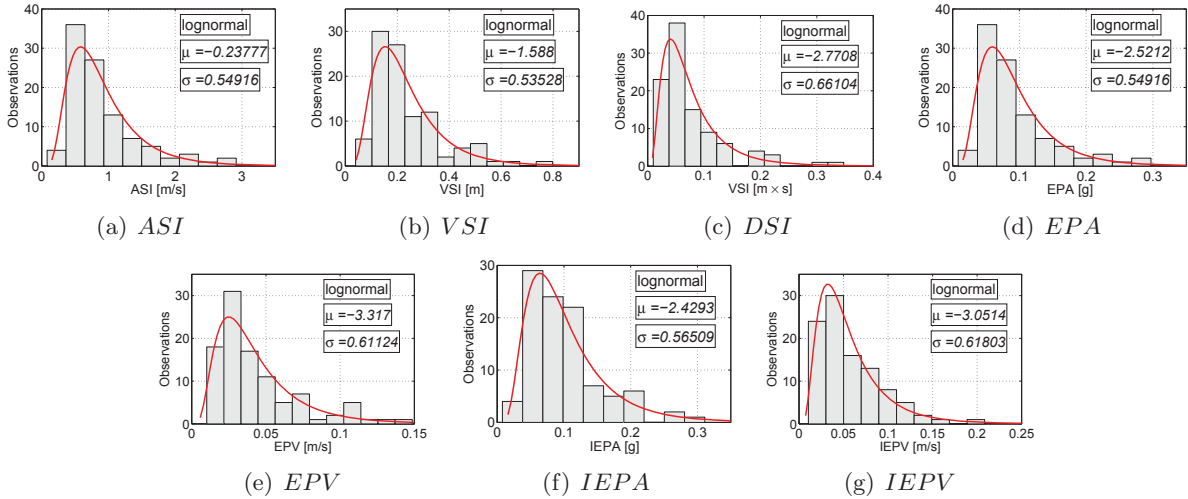 40
30
20
10
0
Observations
0 1 2 3
ASI [m/s]
lognormal
μ =−0.23777
σ =0.54916
(a) ASI
30
20
10
0
Observations
0 0.2 0.4 0.6 0.8
VSI [m]
lognormal
μ =−1.588
σ =0.53528
(b) VSI
40
30
20
10
0
Observations
0 0.1 0.2 0.3 0.4
VSI [m × s]
lognormal
μ =−2.7708
σ =0.66104
(c) DSI
40
30
20
10
0
Observations
0 0.1 0.2 0.3
EPA [g]
lognormal
μ =−2.5212
σ =0.54916
(d) EPA
30
20
10
0
Observations
0 0.05 0.10 0.15
EPV [m/s]
lognormal
μ =−3.317
σ =0.61124
(e) EPV
30
20
10
0
Observations
0 0.1 0.2 0.3
IEPA [g]
lognormal
μ =−2.4293
σ =0.56509
(f) IEPA
30
20
10
0
Observations
0 0.05 0.10 0.15 0.20 0.25
IEPV [m/s]
lognormal
μ =−3.0514
σ =0.61803
(g) IEPV